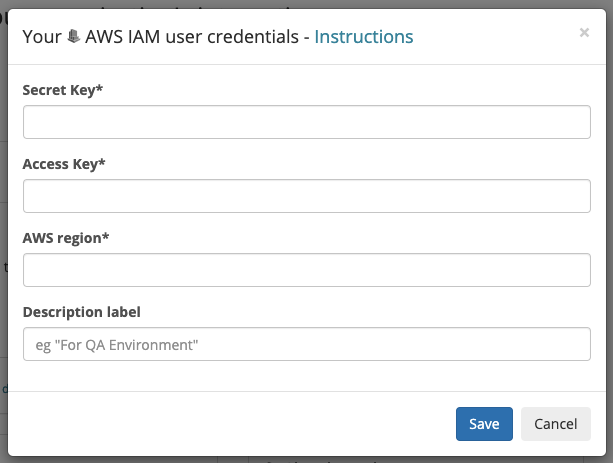 Your AWS IAM user credentials - Instructions
×
Secret Key*
Access Key*
AWS region*
Description label
eg "For QA Environment"
Save
Cancel